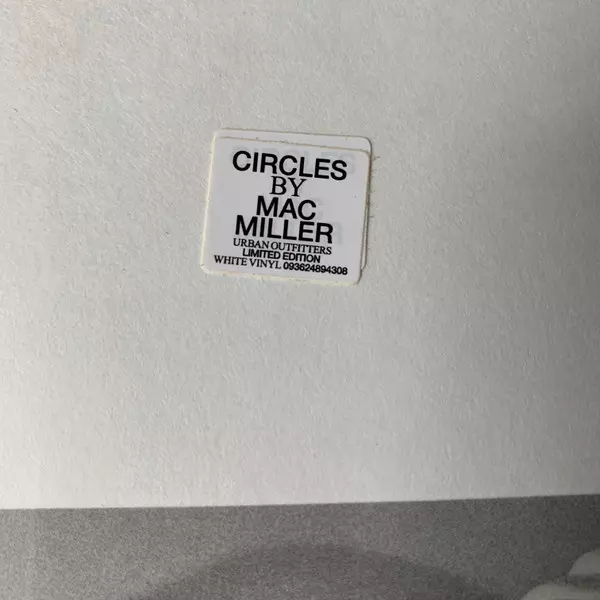 CIRCLES
BY
MAC
MILLER
URBAN OUTFITTERS
LIMITED EDITION
WHITE VINYL 093624894308